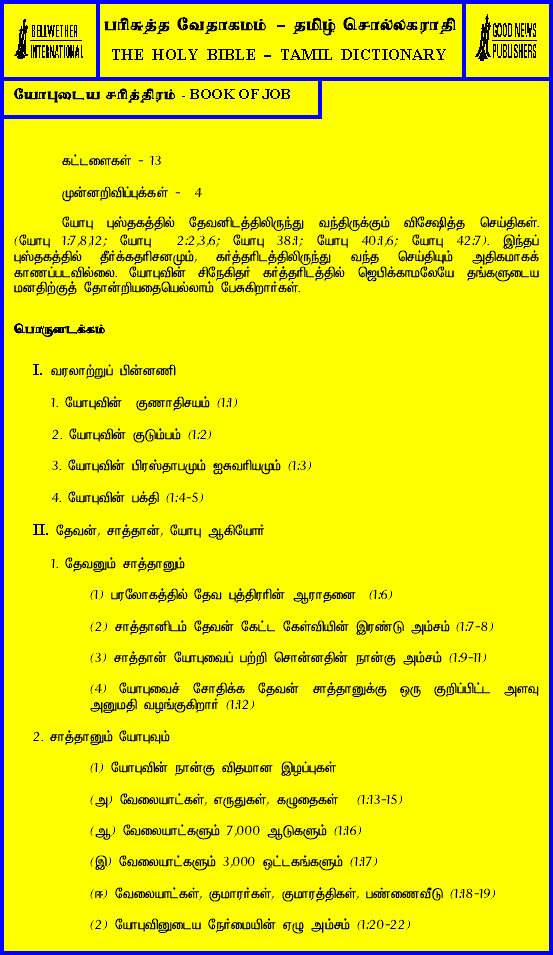 BELLWETHER
INTERNATIONAL
பரிசுத்த வேதாகமம் – தமிழ் சொல்லகராதி
THE HOLY BIBLE – TAMIL DICTIONARY
GOOD NEWS
PUBLISHERS
யோபுடைய சரித்திரம் - BOOK OF JOB
கட்டளைகள் - 13
முன்னறிவிப்புக்கள் - 4
யோபு புஸ்தகத்தில் தேவனிடத்திலிருந்து வந்திருக்கும் விசேஷித்த செய்திகள்.
(யோபு 1:7,8,12; யோபு 2:2,3,6; யோபு 38:1; யோபு 40:1,6; யோபு 42:7). இந்தப்
புஸ்தகத்தில் தீர்க்கதரிசனமும், கர்த்தரிடத்திலிருந்து வந்த செய்தியும் அதிகமாகக்
காணப்படவில்லை. யோபுவின் சிநேகிதர் கர்த்தரிடத்தில் ஜெபிக்காமலேயே தங்களுடைய
மனதிற்குத் தோன்றியதையெல்லாம் பேசுகிறார்கள்.
பொருளடக்கம்
I. வரலாற்றுப் பின்னணி
1. யோபுவின் குணாதிசயம் (1:1)
2. யோபுவின் குடும்பம் (1:2)
3. யோபுவின் பிரஸ்தாபமும் ஐசுவரியமும் (1:3)
4. யோபுவின் பக்தி (1:4-5)
II. தேவன், சாத்தான், யோபு ஆகியோர்
1. தேவனும் சாத்தானும்
(1) பரலோகத்தில் தேவ புத்திரரின் ஆராதனை (1:6)
(2) சாத்தானிடம் தேவன் கேட்ட கேள்வியின் இரண்டு அம்சம் (1:7-8)
(3) சாத்தான் யோபுவைப் பற்றி சொன்னதின் நான்கு அம்சம் (1:9-11)
(4) யோபுவைச் சோதிக்க தேவன் சாத்தானுக்கு ஒரு குறிப்பிட்ட அளவு
அனுமதி வழங்குகிறார் (1:12)
2. சாத்தானும் யோபுவும்
(1) யோபுவின் நான்கு விதமான இழப்புகள்
(அ) வேலையாட்கள், எருதுகள், கழுதைகள் (1:13-15)
(ஆ) வேலையாட்களும் 7,000 ஆடுகளும் (1:16)
(இ) வேலையாட்களும் 3,000 ஒட்டகங்களும் (1:17)
(ஈ) வேலையாட்கள், குமாரர்கள், குமாரத்திகள், பண்ணைவீடு (1:18-19)
(2) யோபுவினுடைய நேர்மையின் ஏழு அம்சம் (1:20-22)